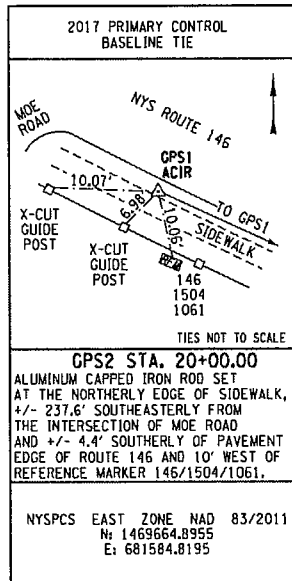 2017 PRIMARY CONTROL
BASELINE TIE
NYS ROUTE 146
MOE
ROAD
GPS1
ACIR
TO GPS1
10.07'
6.98'
10.06'
SIDEWALK
X-CUT
GUIDE
POST
X-CUT
GUIDE
POST
RFM
146
1504
1061
TIES NOT TO SCALE
GPS2 STA. 20+00.00
ALUMINUM CAPPED IRON ROD SET
AT THE NORTHERLY EDGE OF SIDEWALK,
+/- 237.6' SOUTHEASTERLY FROM
THE INTERSECTION OF MOE ROAD
AND +/- 4.4' SOUTHERLY OF PAVEMENT
EDGE OF ROUTE 146 AND 10' WEST OF
REFERENCE MARKER 146/1504/1061.
NYSPCS EAST ZONE NAD 83/2011
N: 1469664.8955
E: 681584.8195